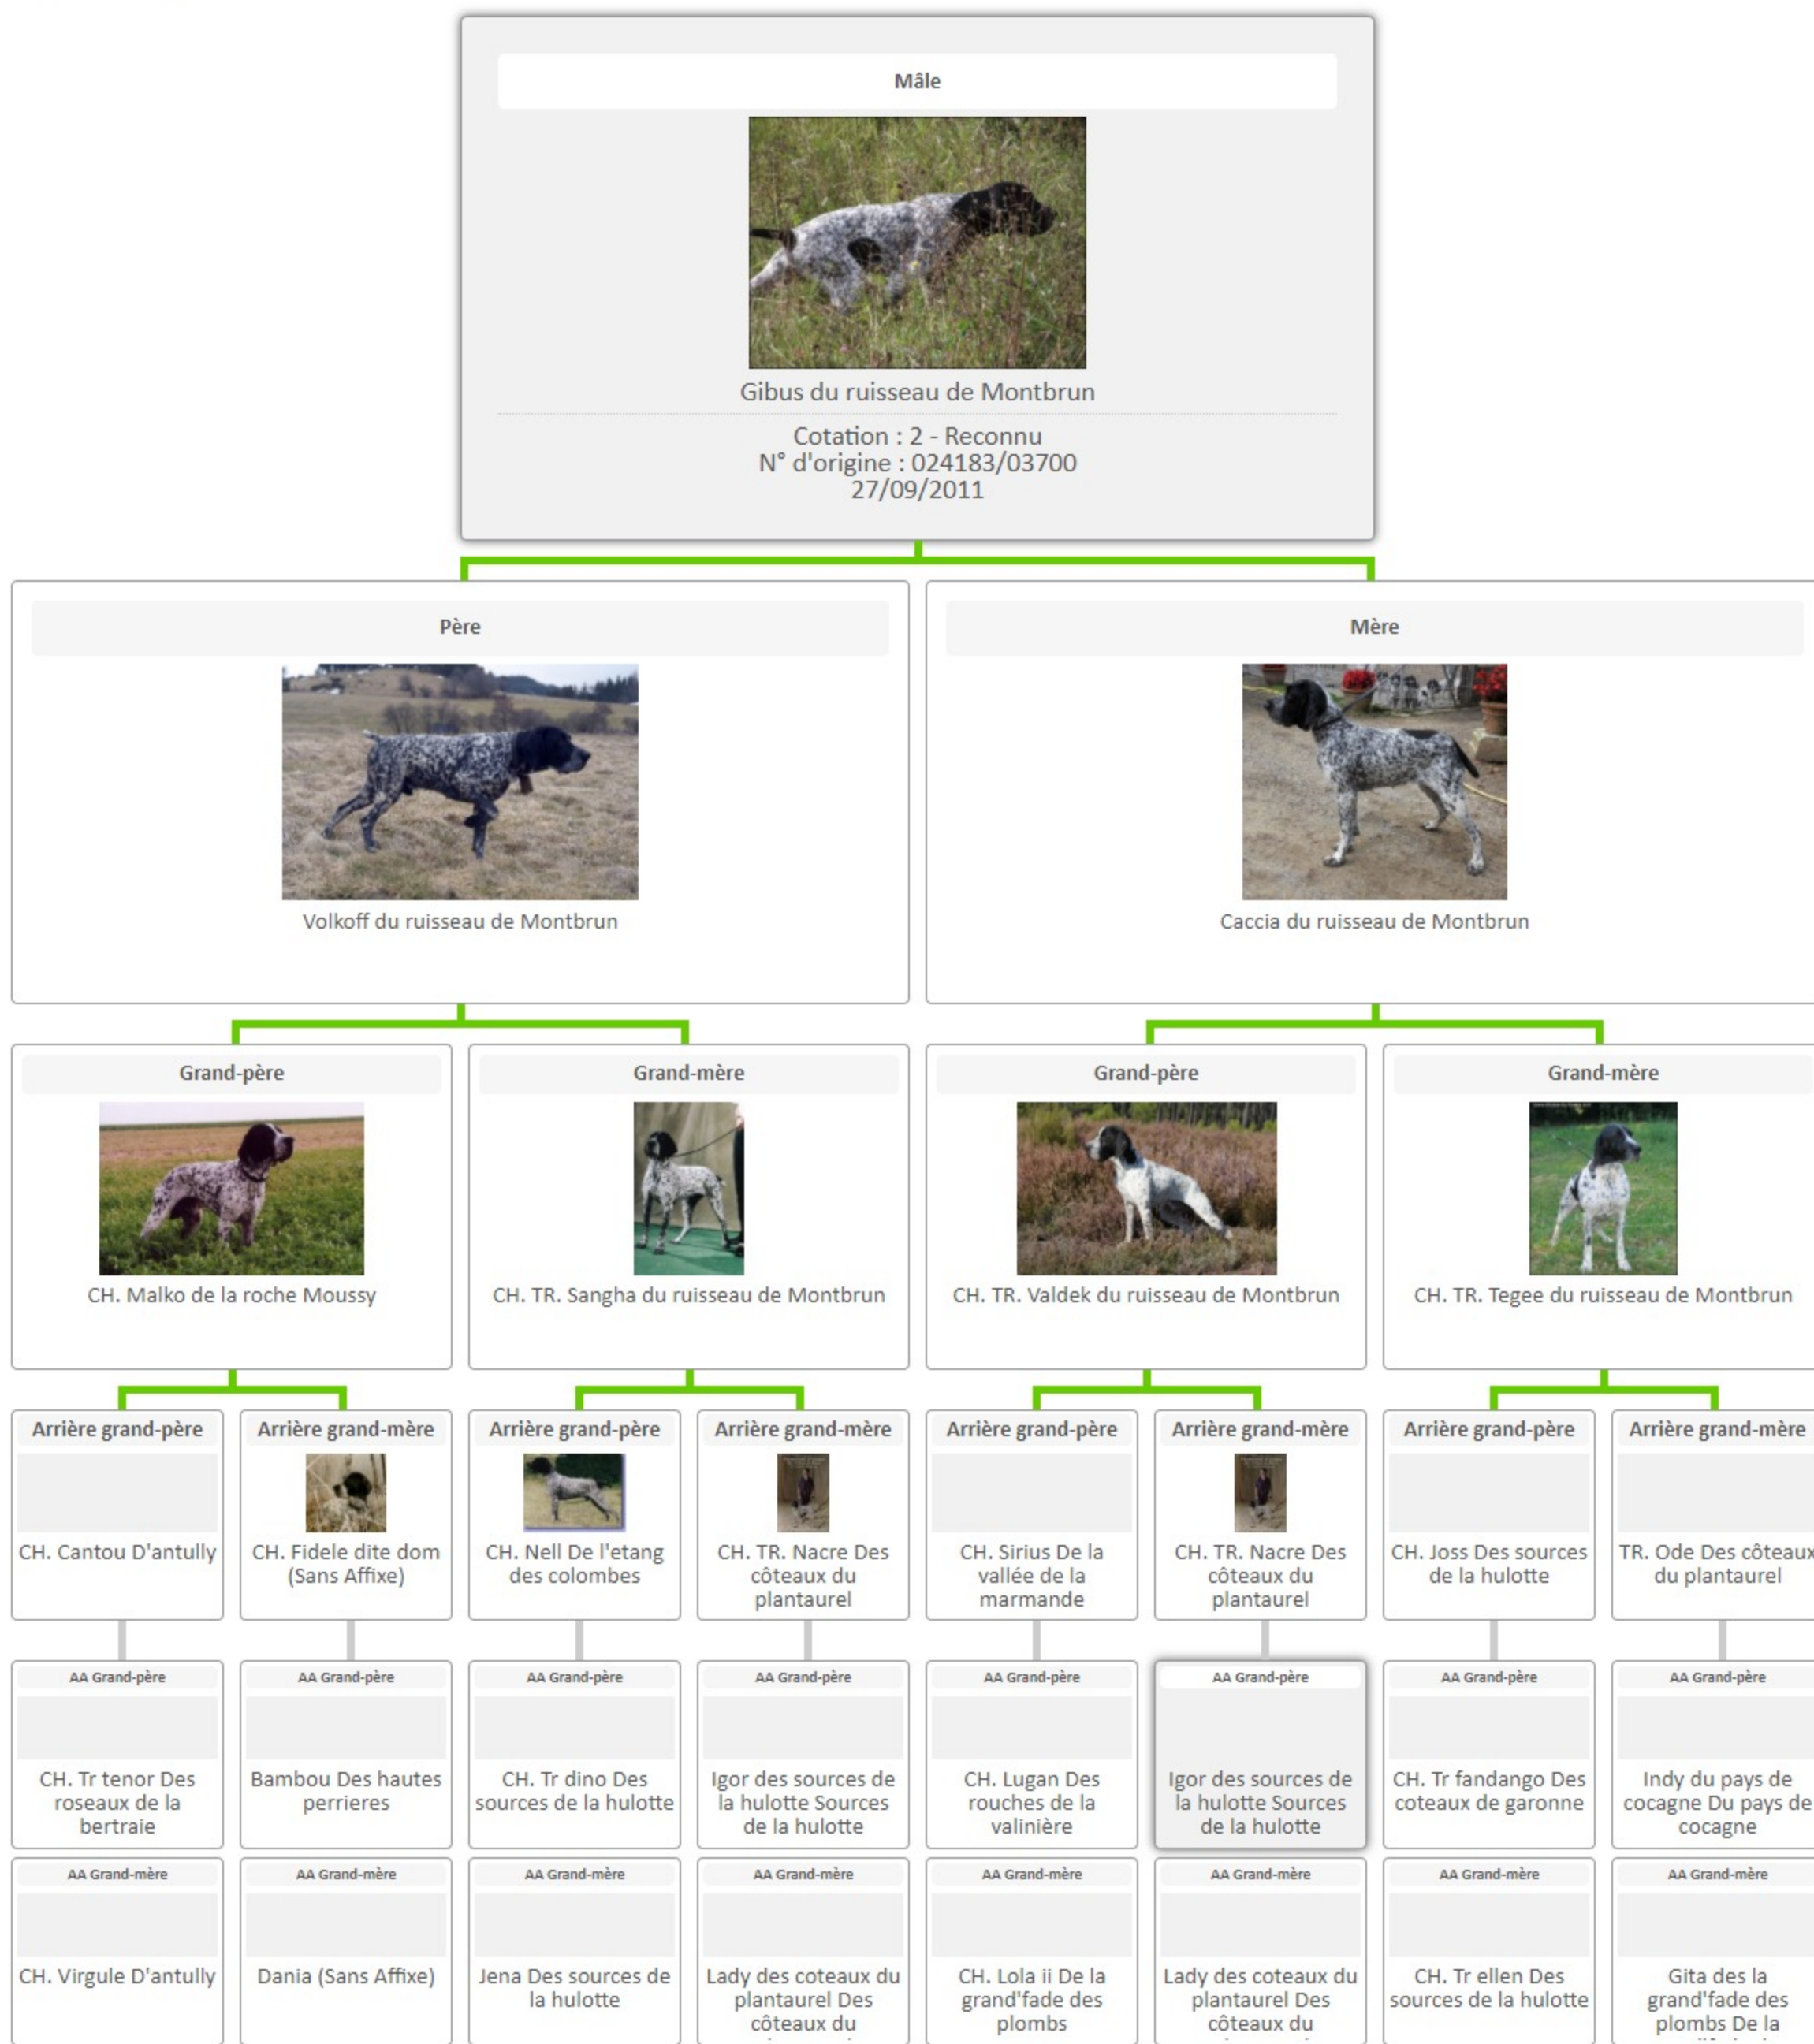 Mâle
Gibus du ruisseau de Montbrun
Cotation : 2 - Reconnu
N° d'origine : 024183/03700
27/09/2011
Père
Volkoff du ruisseau de Montbrun
Mère
Caccia du ruisseau de Montbrun
Grand-père
CH. Malko de la roche Moussy
Grand-mère
CH. TR. Sangha du ruisseau de Montbrun
Grand-père
CH. TR. Valdek du ruisseau de Montbrun
Grand-mère
CH. TR. Tegee du ruisseau de Montbrun
Arrière grand-père
CH. Cantou D'antully
Arrière grand-mère
CH. Fidele dite dom
(Sans Affixe)
Arrière grand-père
CH. Nell De l'etang
des colombes
Arrière grand-mère
CH. TR. Nacre Des
côteaux du
plantaurel
Arrière grand-père
CH. Sirius De la
vallée de la
marmande
Arrière grand-mère
CH. TR. Nacre Des
côteaux du
plantaurel
Arrière grand-père
CH. Joss Des sources
de la hulotte
Arrière grand-mère
TR. Ode Des côteaux
du plantaurel
AA Grand-père
CH. Tr tenor Des
roseaux de la
bertraie
AA Grand-père
Bambou Des hautes
perrieres
AA Grand-père
CH. Tr dino Des
sources de la hulotte
AA Grand-père
Igor des sources de
la hulotte Sources
de la hulotte
AA Grand-père
CH. Lugan Des
rouches de la
valinière
AA Grand-père
Igor des sources de
la hulotte Sources
de la hulotte
AA Grand-père
CH. Tr fandango Des
coteaux de garonne
AA Grand-père
Indy du pays de
cocagne Du pays de
cocagne
AA Grand-mère
CH. Virgule D'antully
AA Grand-mère
Dania (Sans Affixe)
AA Grand-mère
Jena Des sources de
la hulotte
AA Grand-mère
Lady des coteaux du
plantaurel Des
côteaux du
AA Grand-mère
CH. Lola ii De la
grand'fade des
plombs
AA Grand-mère
Lady des coteaux du
plantaurel Des
côteaux du
AA Grand-mère
CH. Tr ellen Des
sources de la hulotte
AA Grand-mère
Gita des la
grand'fade des
plombs De la